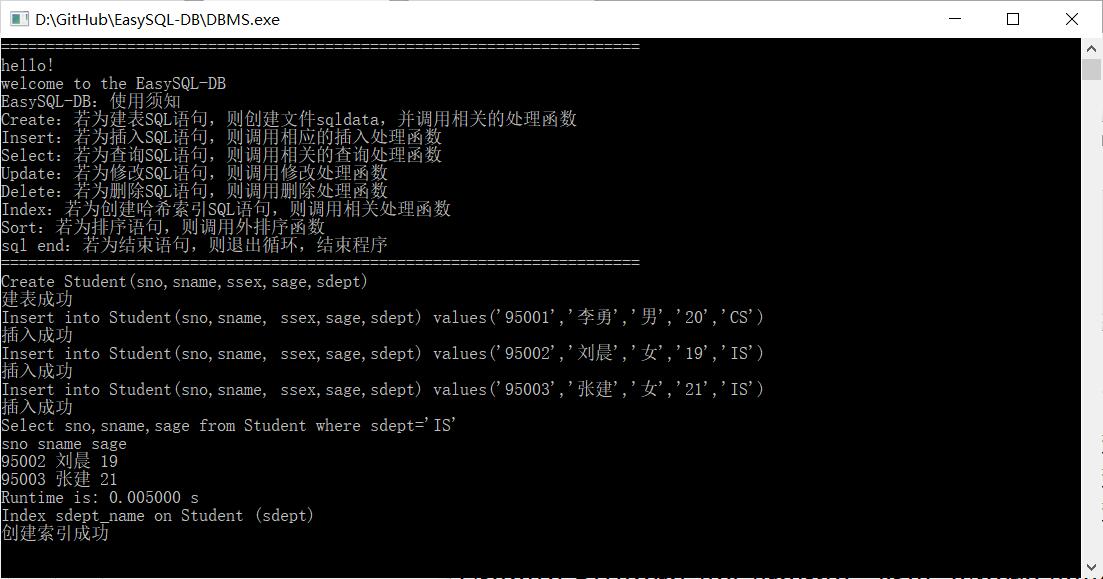 D:\GitHub\EasySQL-DB\DBMS.exe
=======================================================================
hello!
welcome to the EasySQL-DB
EasySQL-DB：使用须知
Create：若为建表SQL语句，则创建文件sqldata，并调用相关的处理函数
Insert：若为插入SQL语句，则调用相应的插入处理函数
Select：若为查询SQL语句，则调用相关的查询处理函数
Update：若为修改SQL语句，则调用修改处理函数
Delete：若为删除SQL语句，则调用删除处理函数
Index：若为创建哈希索引SQL语句，则调用相关处理函数
Sort：若为排序语句，则调用外排序函数
sql end：若为结束语句，则退出循环，结束程序
=======================================================================
Create Student(sno,sname,ssex,sage,sdept)
建表成功
Insert into Student(sno,sname, ssex,sage,sdept) values('95001','李勇','男','20','CS')
插入成功
Insert into Student(sno,sname, ssex,sage,sdept) values('95002','刘晨','女','19','IS')
插入成功
Insert into Student(sno,sname, ssex,sage,sdept) values('95003','张建','女','21','IS')
插入成功
Select sno,sname,sage from Student where sdept='IS'
sno sname sage
95002 刘晨 19
95003 张建 21
Runtime is: 0.005000 s
Index sdept_name on Student (sdept)
创建索引成功